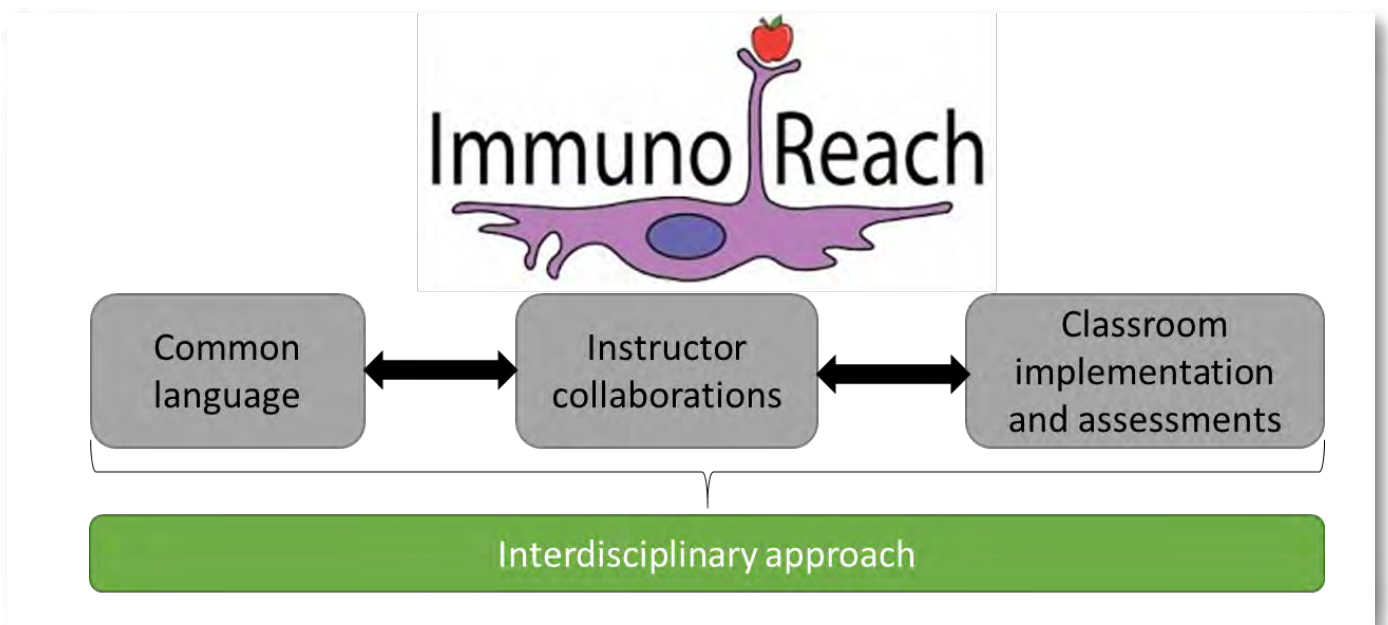 Immuno Reach
Common
language
Instructor
collaborations
Classroom
implementation
and assessments
Interdisciplinary approach